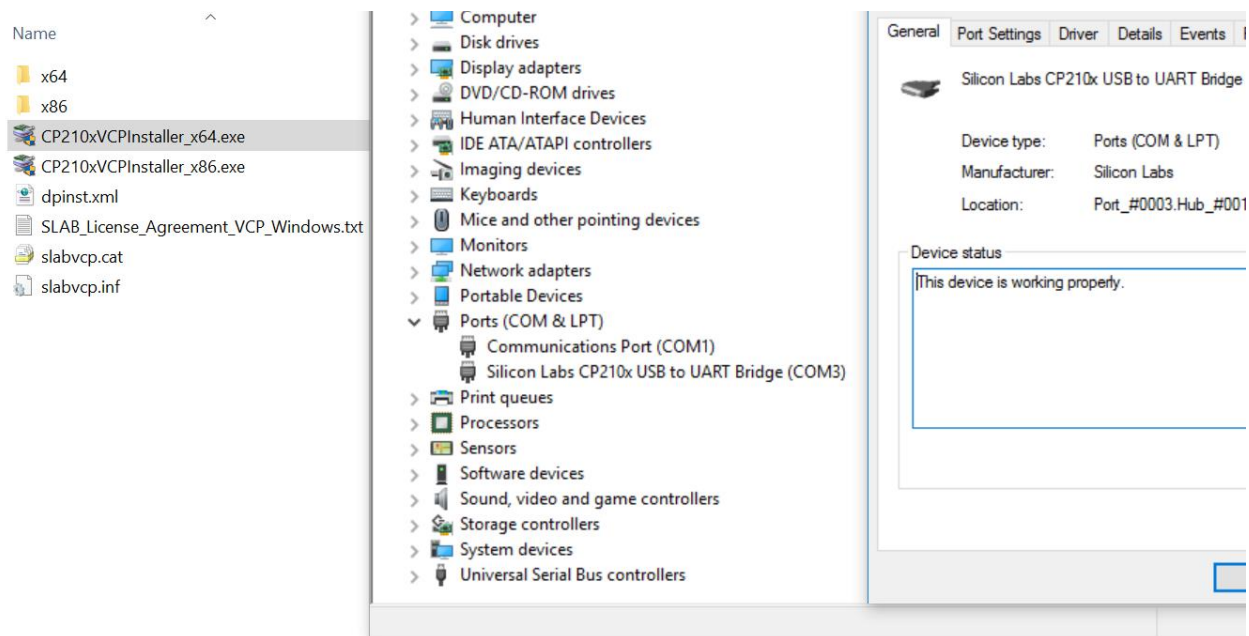 Name
x64
x86
CP210xVCPInstaller_x64.exe
CP210xVCPInstaller_x86.exe
dpinst.xml
SLAB_License_Agreement_VCP_Windows.txt
slabvcp.cat
slabvcp.inf
Computer
Disk drives
Display adapters
DVD/CD-ROM drives
Human Interface Devices
IDE ATA/ATAPI controllers
Imaging devices
Keyboards
Mice and other pointing devices
Monitors
Network adapters
Portable Devices
Ports (COM & LPT)
Communications Port (COM1)
Silicon Labs CP210x USB to UART Bridge (COM3)
Print queues
Processors
Sensors
Software devices
Sound, video and game controllers
Storage controllers
System devices
Universal Serial Bus controllers
General Port Settings Driver Details Events
Silicon Labs CP210x USB to UART Bridge
Device type: Ports (COM & LPT)
Manufacturer: Silicon Labs
Location: Port_#0003.Hub_#001
Device status
This device is working properly.